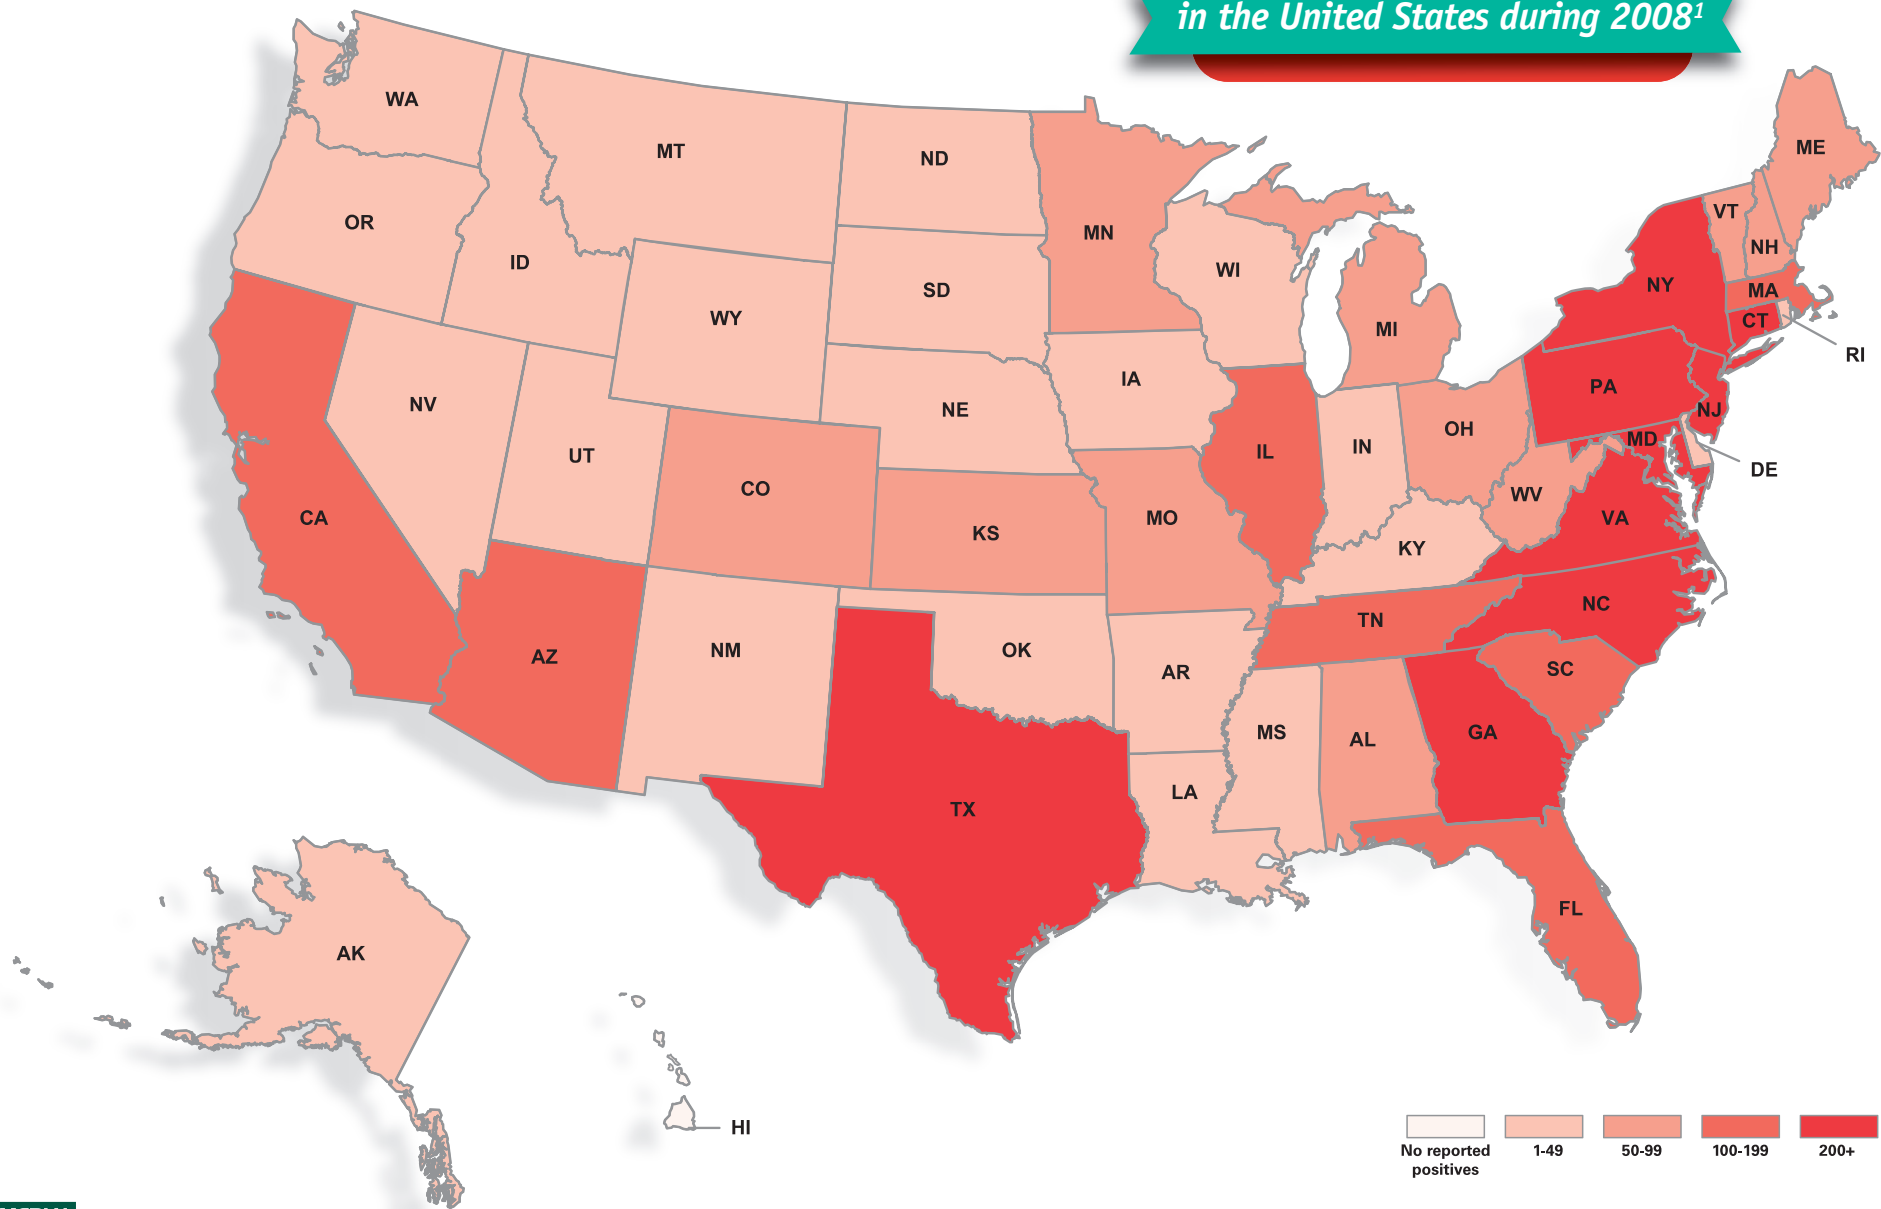 in the United States during 2008¹
WA
MT
ND
ME
OR
MN
VT
NH
ID
WI
SD
NY
MA
WY
CT
MI
RI
IA
PA
NV
NE
NJ
OH
MD
UT
IN
IL
DE
CO
WV
CA
KS
MO
VA
KY
NC
TN
AZ
NM
OK
AR
SC
MS
AL
GA
LA
TX
FL
AK
HI
No reported positives
1-49
50-99
100-199
200+